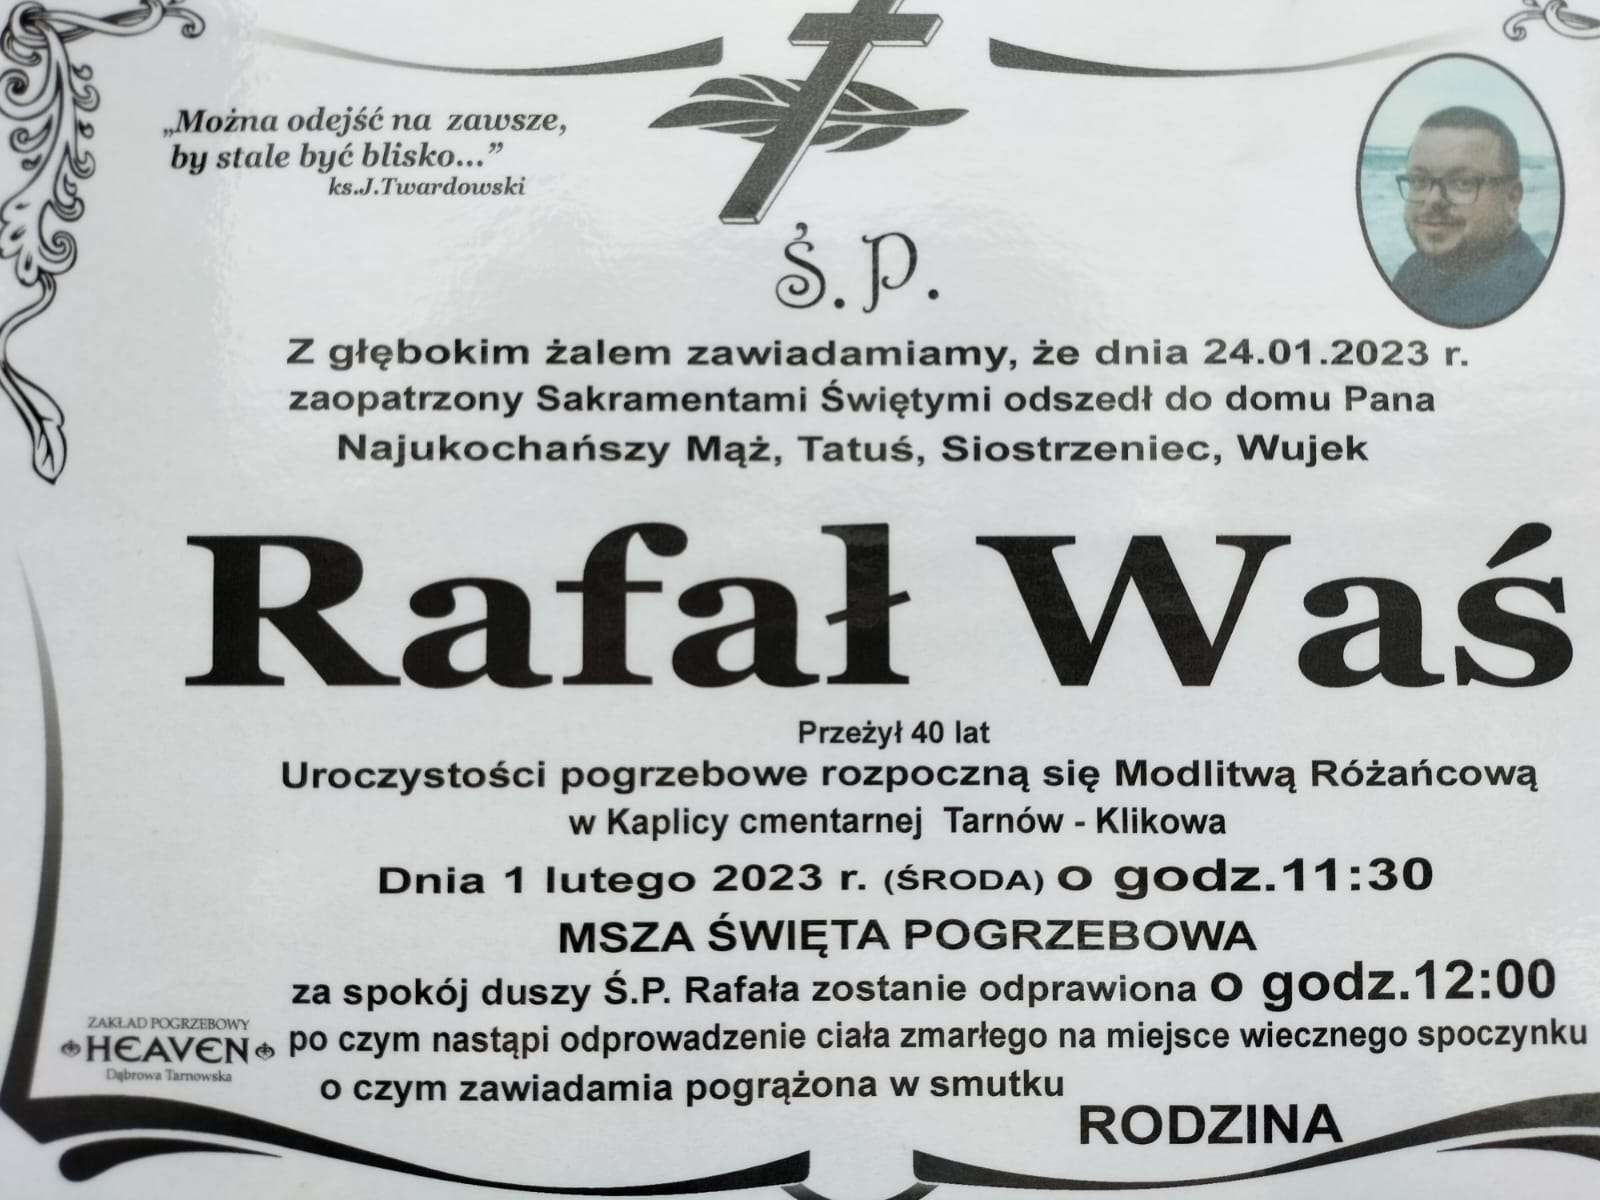 „Można odejść na zawsze,
by stale być blisko...”
ks.J.Twardowski
Ś.P.
Z głębokim żalem zawiadamiamy, że dnia 24.01.2023 r.
zaopatrzony Sakramentami Świętymi odszedł do domu Pana
Najukochańszy Mąż, Tatuś, Siostrzeniec, Wujek
Rafał Waś
Przeżył 40 lat
Uroczystości pogrzebowe rozpoczną się Modlitwą Różańcową
w Kaplicy cmentarnej Tarnów - Klikowa
Dnia 1 lutego 2023 r. (ŚRODA) o godz.11:30
MSZA ŚWIĘTA POGRZEBOWA
za spokój duszy Ś.P. Rafała zostanie odprawiona o godz.12:00
po czym nastąpi odprowadzenie ciała zmarłego na miejsce wiecznego spoczynku
o czym zawiadamia pogrążona w smutku
RODZINA
ZAKŁAD POGRZEBOWY
HEAVEN
Dąbrowa Tarnowska